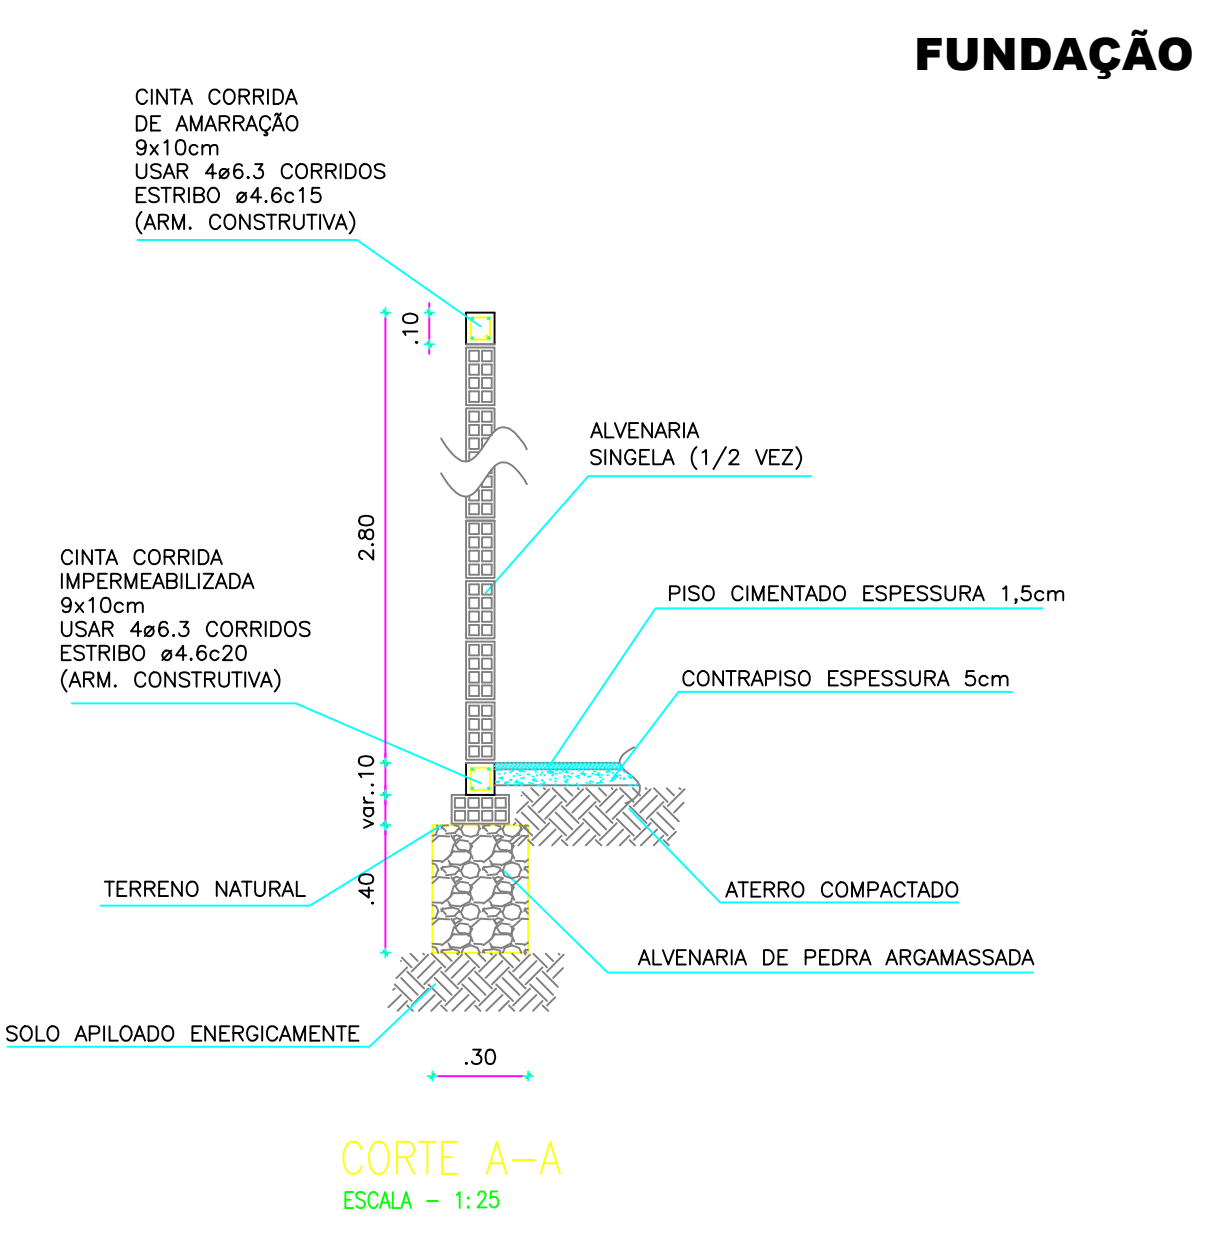 FUNDAÇÃO
CINTA CORRIDA
DE AMARRAÇÃO
9x10cm
USAR 4ø6.3 CORRIDOS
ESTRIBO ø4.6c15
(ARM. CONSTRUTIVA)
.10
ALVENARIA
SINGELA (1/2 VEZ)
2.80
CINTA CORRIDA
IMPERMEABILIZADA
9x10cm
USAR 4ø6.3 CORRIDOS
ESTRIBO ø4.6c20
(ARM. CONSTRUTIVA)
PISO CIMENTADO ESPESSURA 1,5cm
CONTRAPISO ESPESSURA 5cm
.10
var.
TERRENO NATURAL
.40
ATERRO COMPACTADO
ALVENARIA DE PEDRA ARGAMASSADA
SOLO APILOADO ENERGICAMENTE
.30
CORTE A-A
ESCALA - 1:25